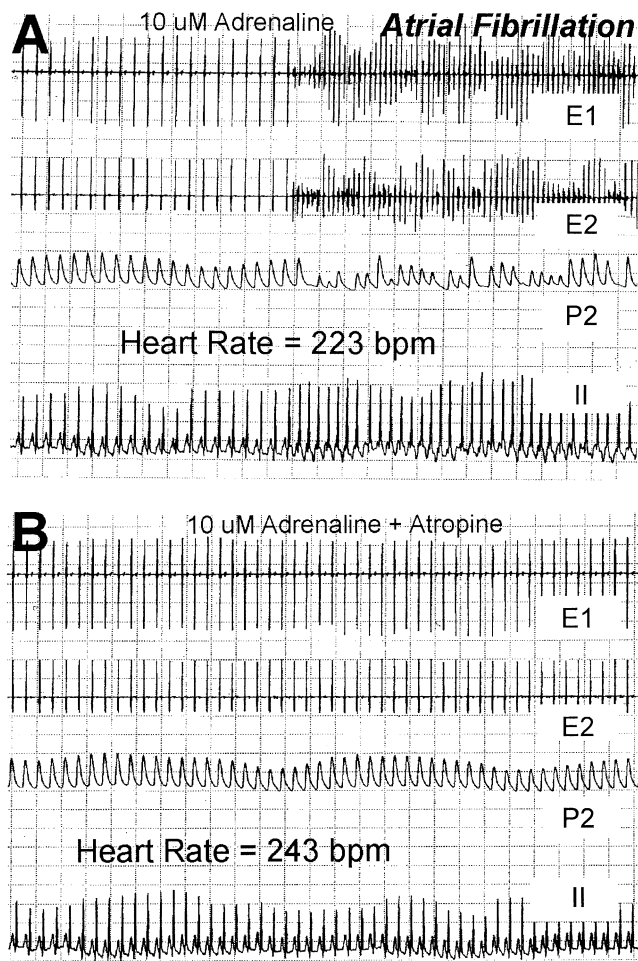 A
10 uM Adrenaline
Atrial Fibrillation
E1
E2
P2
Heart Rate = 223 bpm
II
B
10 uM Adrenaline + Atropine
E1
E2
P2
Heart Rate = 243 bpm
II